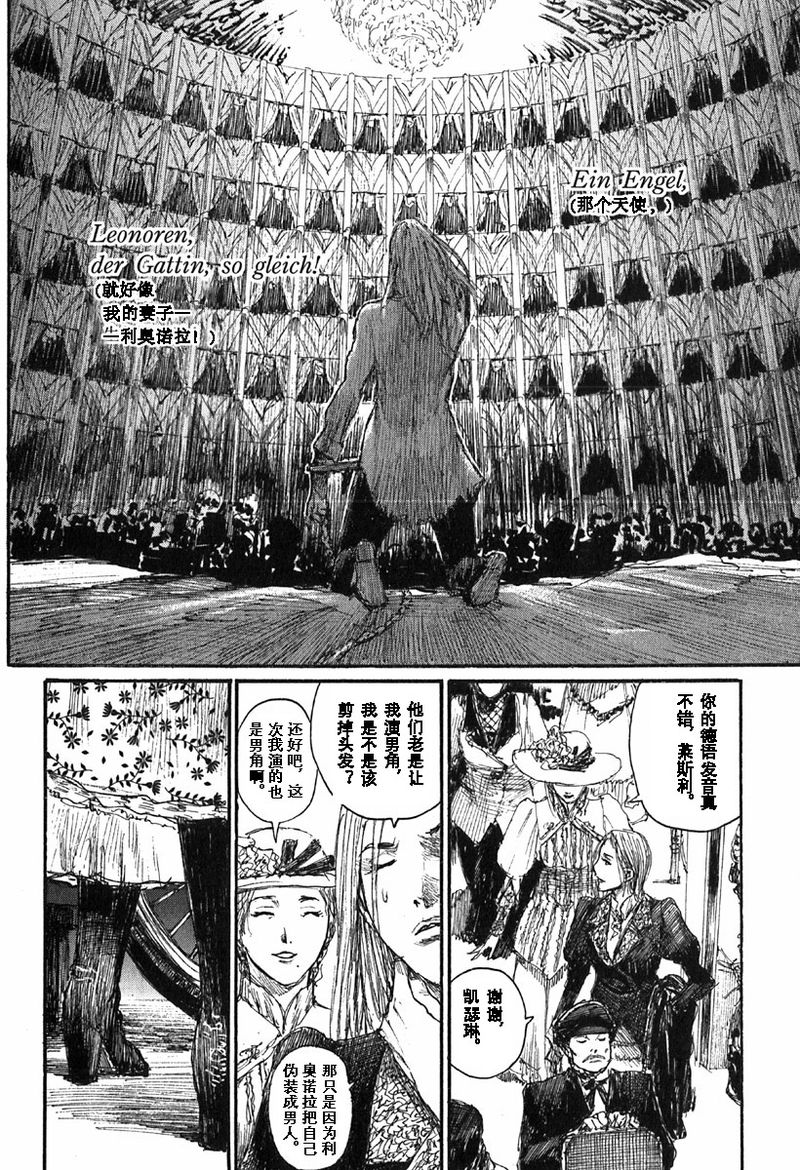 Ein Engel,
(那个天使，)
Leonoren,
der Gattin, so gleich!
(就好像
我的妻子—
—利奥诺拉！)
你的德语发音真
不错，莱斯利。
谢谢，
凯瑟琳。
他们老是让
我演男角，
我是不是该
剪掉头发？
还好吧，这
次我演的也
是男角啊。
那只是因为利
奥诺拉把自己
伪装成男人。